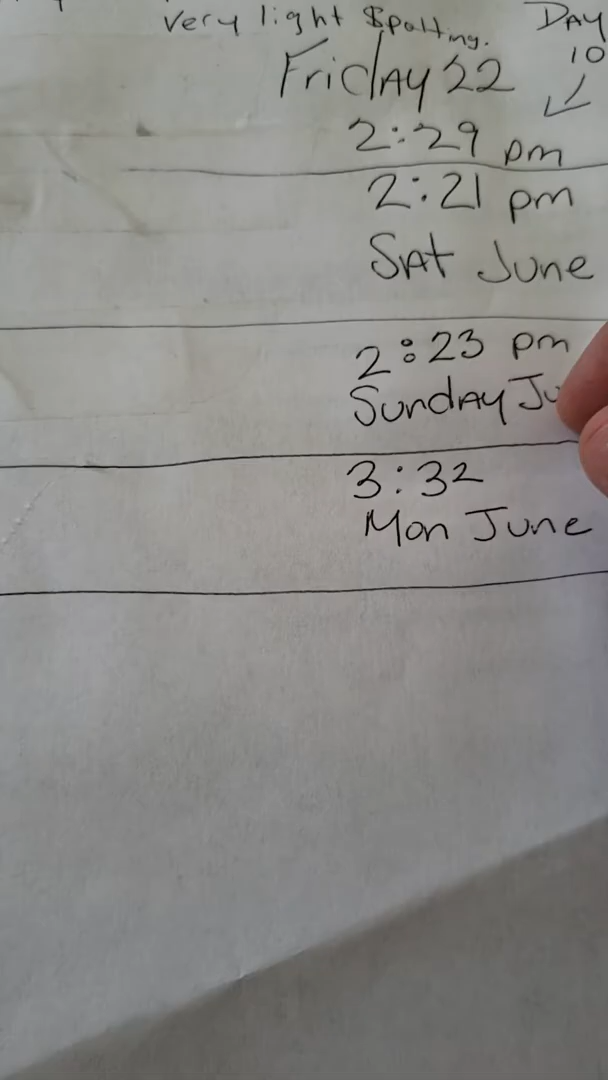 very light spotting. DAY
10
Friday 22
2:29 pm
2:21 pm
SAT June
2:23 pm
Sunday
3:32
Mon June